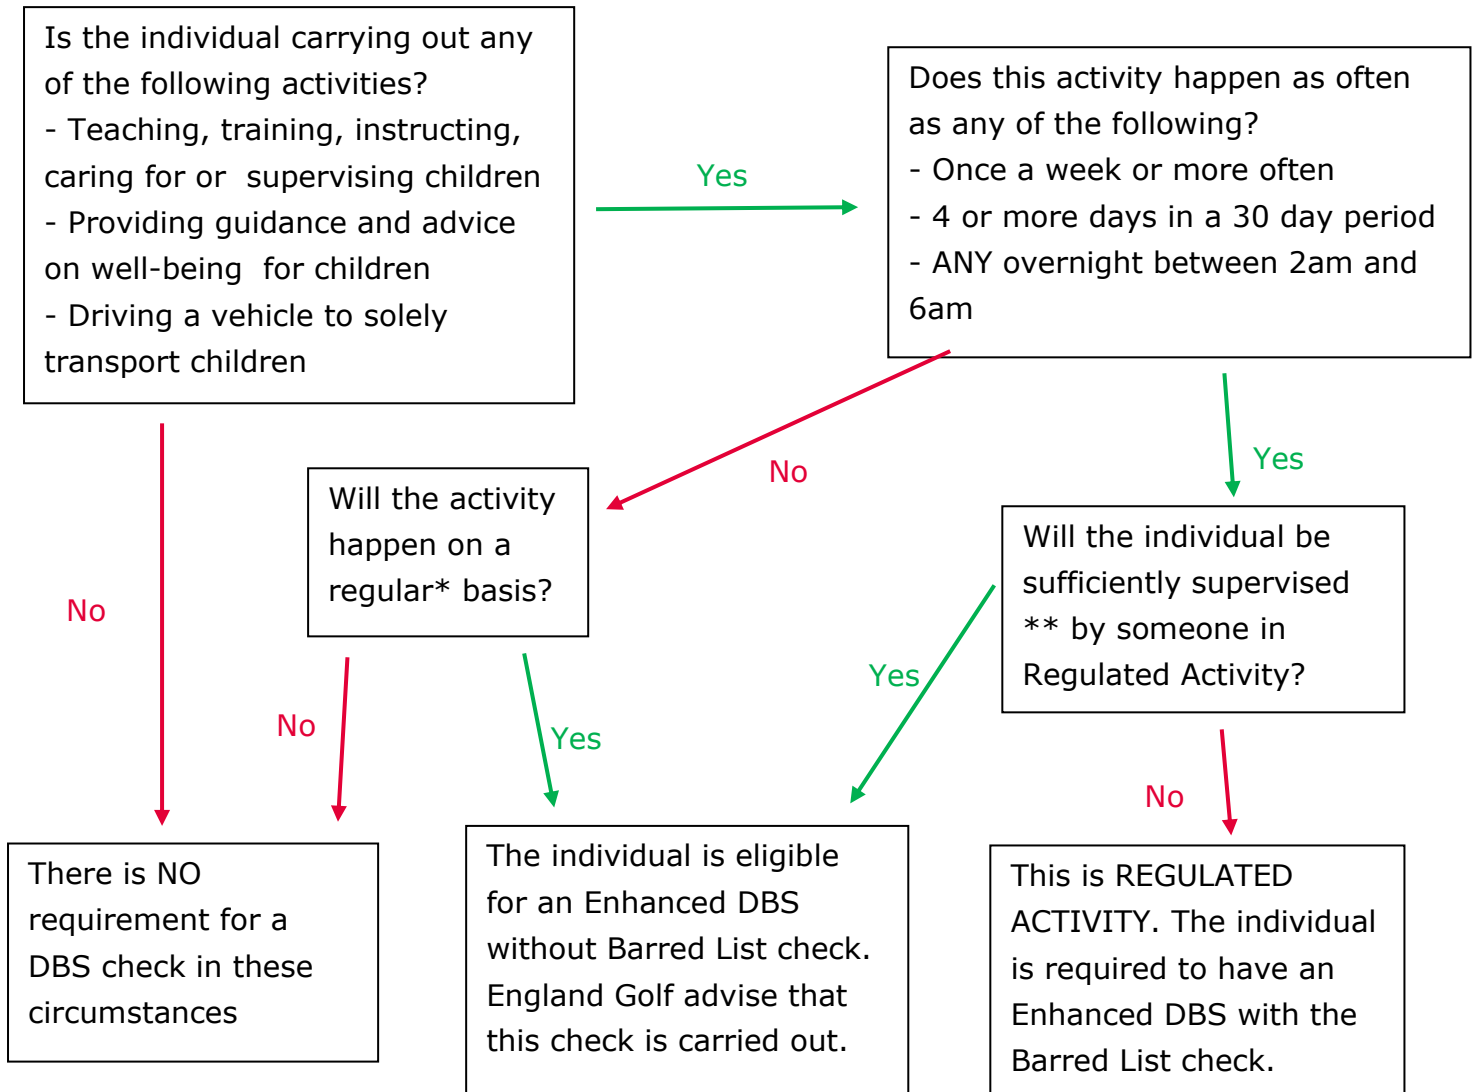 Is the individual carrying out any
of the following activities?
- Teaching, training, instructing,
caring for or  supervising children
- Providing guidance and advice
on well-being  for children
- Driving a vehicle to solely
transport children
Yes
Does this activity happen as often
as any of the following?
- Once a week or more often
- 4 or more days in a 30 day period
- ANY overnight between 2am and
6am
No
No
Yes
Will the activity
happen on a
regular* basis?
Will the individual be
sufficiently supervised
** by someone in
Regulated Activity?
No
Yes
Yes
No
There is NO
requirement for a
DBS check in these
circumstances
The individual is eligible
for an Enhanced DBS
without Barred List check.
England Golf advise that
this check is carried out.
This is REGULATED
ACTIVITY. The individual
is required to have an
Enhanced DBS with the
Barred List check.